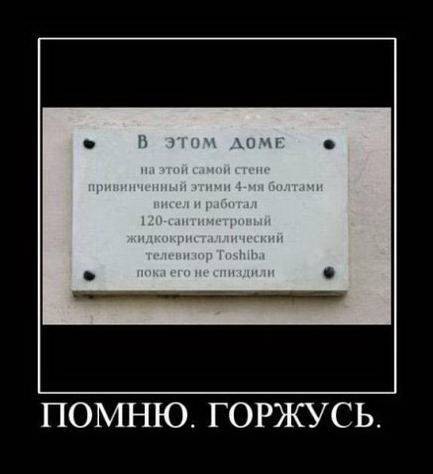 В ЭТОМ ДОМЕ
на этой самой стене
привинченный этими 4-мя болтами
висел и работал
120-сантиметровый
жидкокристаллический
телевизор Toshiba
пока его не спиздили
ПОМНЮ. ГОРЖУСЬ.